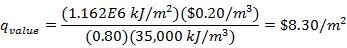 q_value = (1.162E6 kJ/m²)($0.20/m³) / (0.80)(35,000 kJ/m³) = $8.30/m²